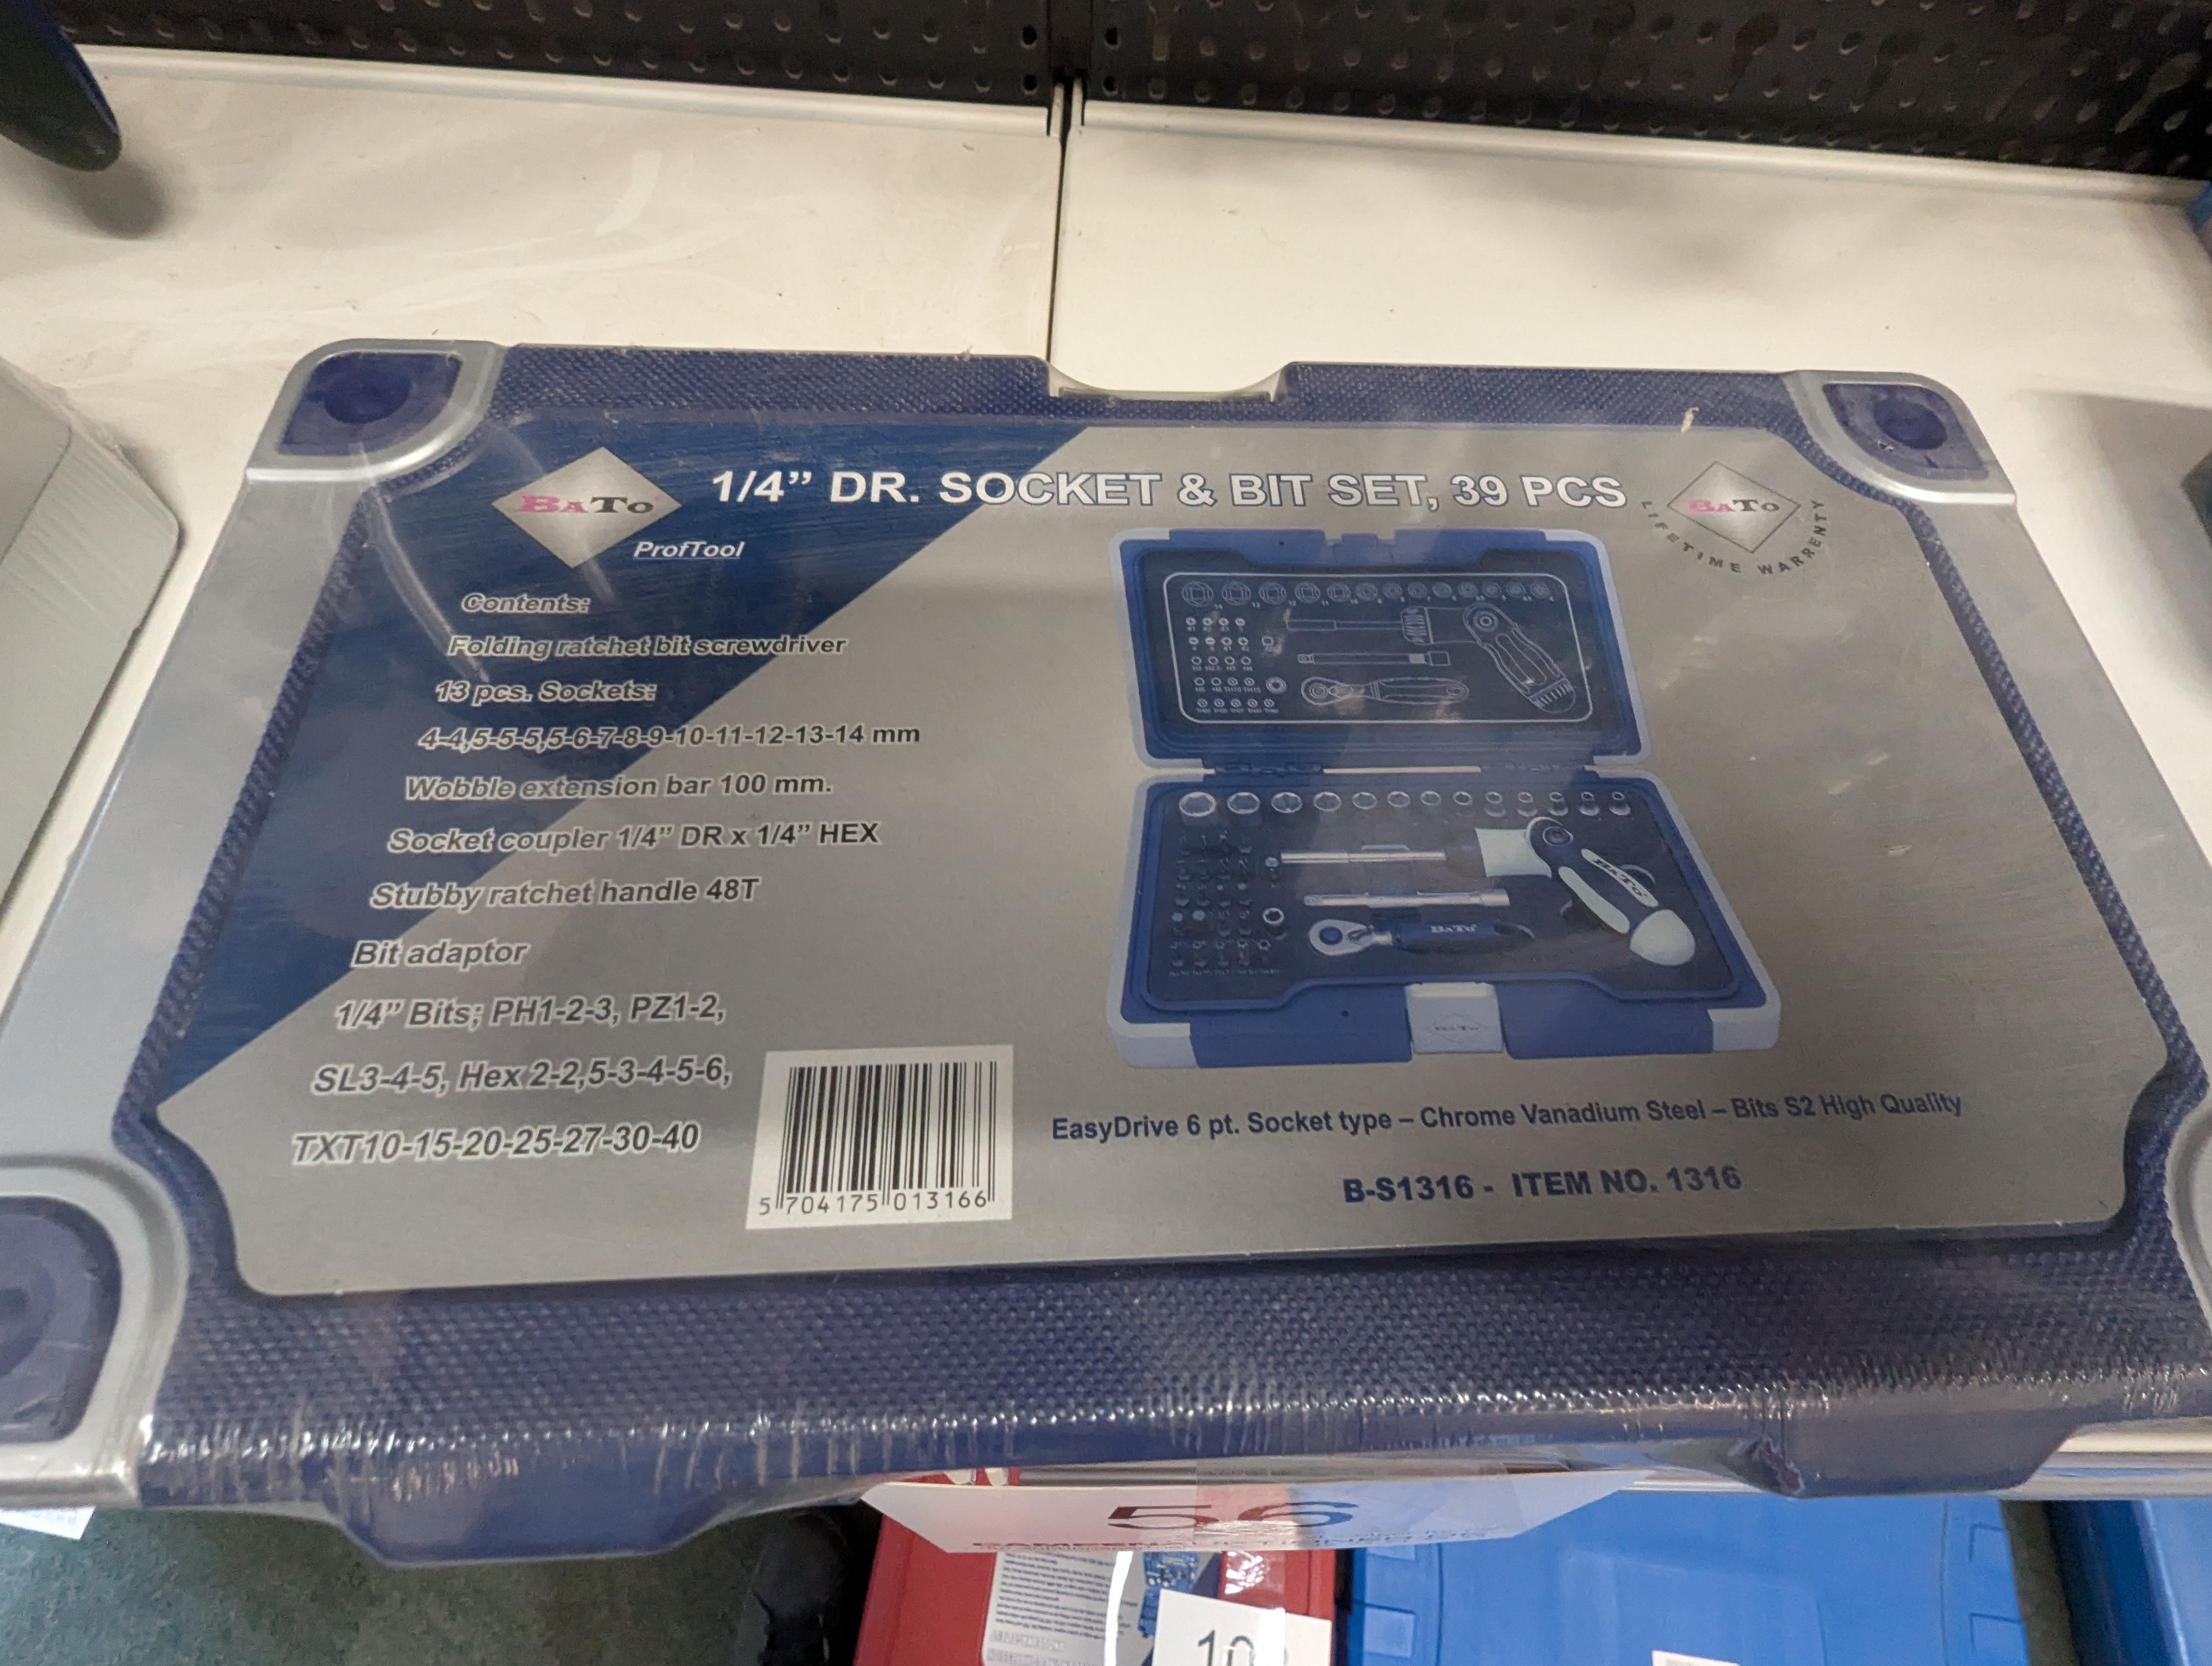 BATO
ProfTool
1/4” DR. SOCKET & BIT SET, 39 PCS
BATO
LIFETIME WARRENTY
Contents:
Folding ratchet bit screwdriver
13 pcs. Sockets:
4-4,5-5-5,5-6-7-8-9-10-11-12-13-14 mm
Wobble extension bar 100 mm.
Socket coupler 1/4” DR x 1/4” HEX
Stubby ratchet handle 48T
Bit adaptor
1/4” Bits; PH1-2-3, PZ1-2,
SL3-4-5, Hex 2-2,5-3-4-5-6,
TXT10-15-20-25-27-30-40
BATO
BATO
BATO
5 704175 013166
EasyDrive 6 pt. Socket type – Chrome Vanadium Steel – Bits S2 High Quality
B-S1316 - ITEM NO. 1316
56